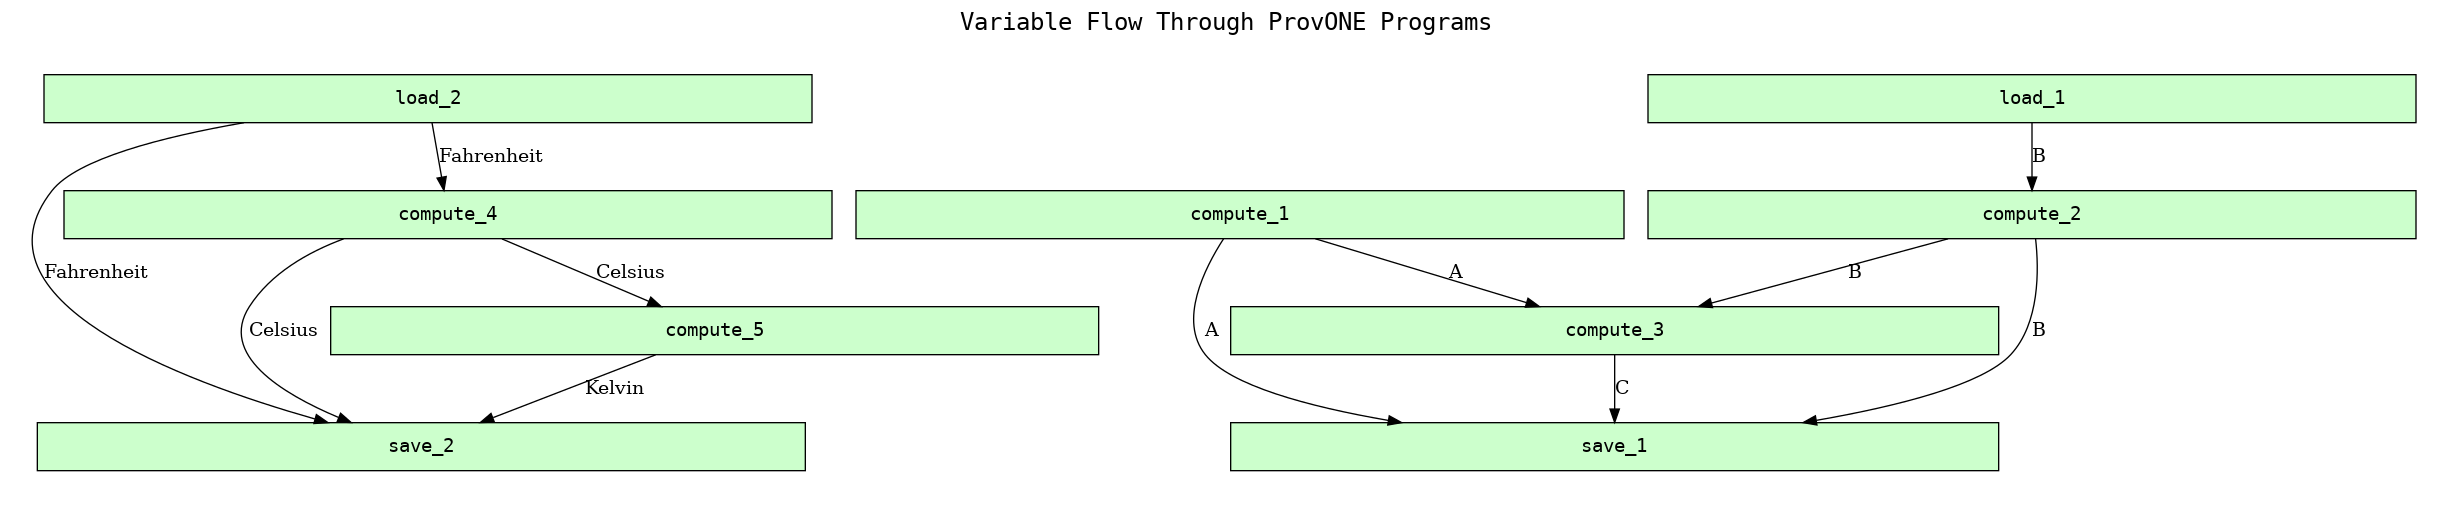 Variable Flow Through ProvONE Programs
load_2
load_1
Fahrenheit
B
compute_4
compute_1
compute_2
Fahrenheit
Celsius
A
B
Celsius
compute_5
A
compute_3
B
Kelvin
C
save_2
save_1